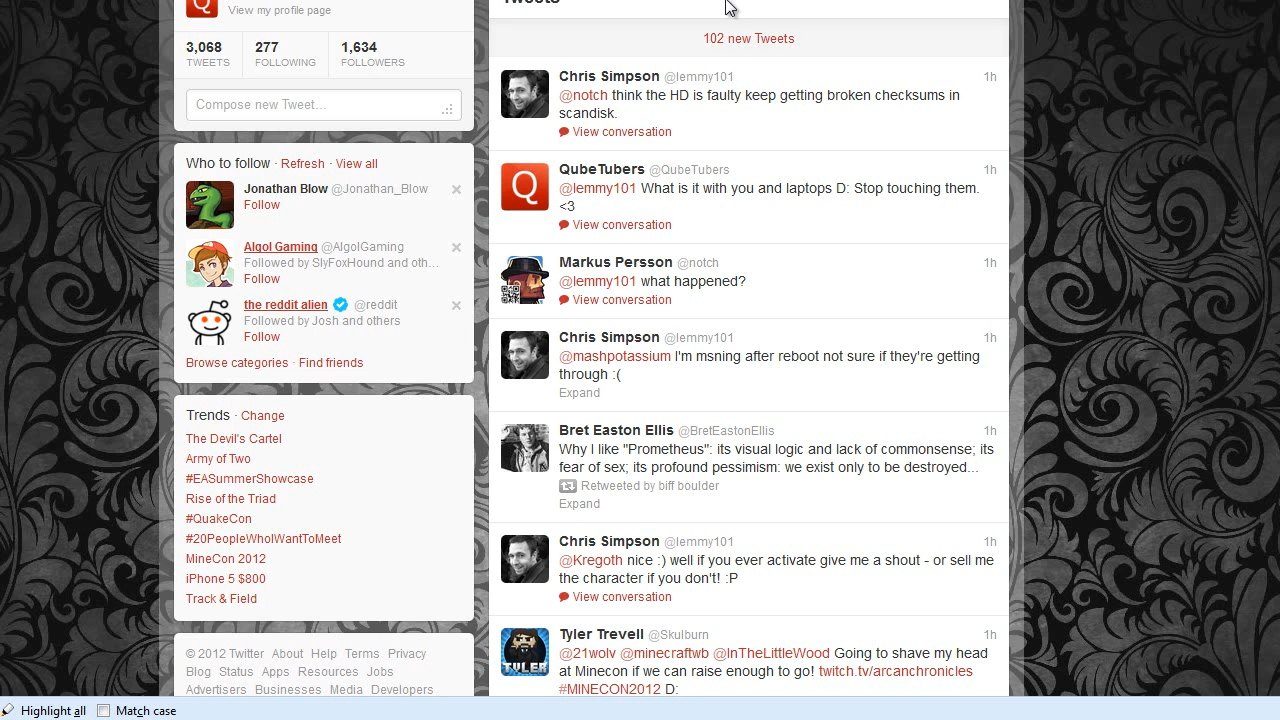 View my profile page
3,068 277 1,634
TWEETS FOLLOWING FOLLOWERS
Compose new Tweet...
Who to follow · Refresh · View all
Jonathan Blow @Jonathan_Blow
Follow
Algol Gaming @AlgolGaming
Followed by SlyFoxHound and oth...
Follow
the reddit alien @reddit
Followed by Josh and others
Follow
Browse categories · Find friends
Trends · Change
The Devil's Cartel
Army of Two
#EASummerShowcase
Rise of the Triad
#QuakeCon
#20PeopleWhoIWantToMeet
MineCon 2012
iPhone 5 $800
Track & Field
© 2012 Twitter About Help Terms Privacy
Blog Status Apps Resources Jobs
Advertisers Businesses Media Developers
Tweets
102 new Tweets
Chris Simpson @lemmy101 1h
@notch think the HD is faulty keep getting broken checksums in
scandisk.
View conversation
Q
QubeTubers @QubeTubers 1h
@lemmy101 What is it with you and laptops D: Stop touching them.
<3
View conversation
Markus Persson @notch 1h
@lemmy101 what happened?
View conversation
Chris Simpson @lemmy101 1h
@mashpotassium I'm msning after reboot not sure if they're getting
through :(
Expand
Bret Easton Ellis @BretEastonEllis 1h
Why I like "Prometheus": its visual logic and lack of commonsense; its
fear of sex; its profound pessimism: we exist only to be destroyed...
Retweeted by biff boulder
Expand
Chris Simpson @lemmy101 1h
@Kregoth nice :) well if you ever activate give me a shout - or sell me
the character if you don't! :P
View conversation
TYLER
Tyler Trevell @Skulburn 1h
@21wolv @minecraftwb @InTheLittleWood Going to shave my head
at Minecon if we can raise enough to go! twitch.tv/arcanchronicles
#MINECON2012 D:
Highlight all Match case